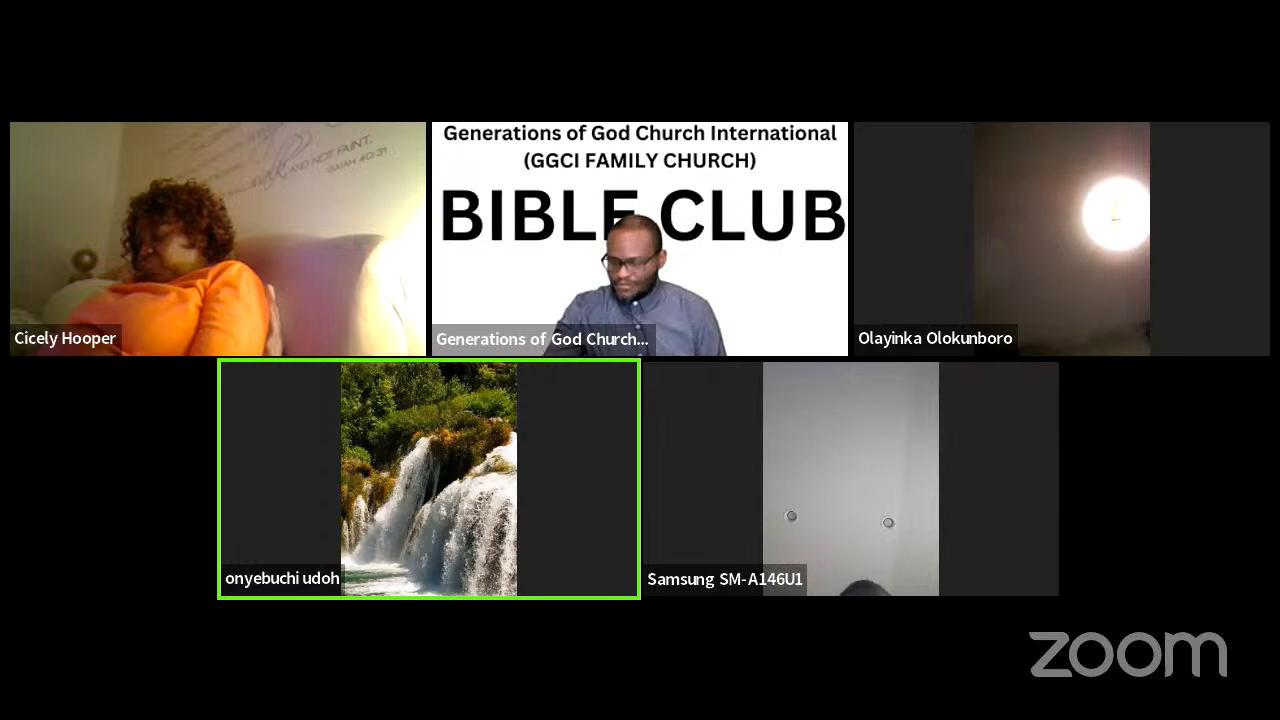 AND NOT FAINT.
ISAIAH 40:31
Cicely Hooper
Generations of God Church International
(GGCI FAMILY CHURCH)
BIBLE CLUB
Generations of God Church...
Olayinka Olokunboro
onyebuchi udoh
Samsung SM-A146U1
zoom